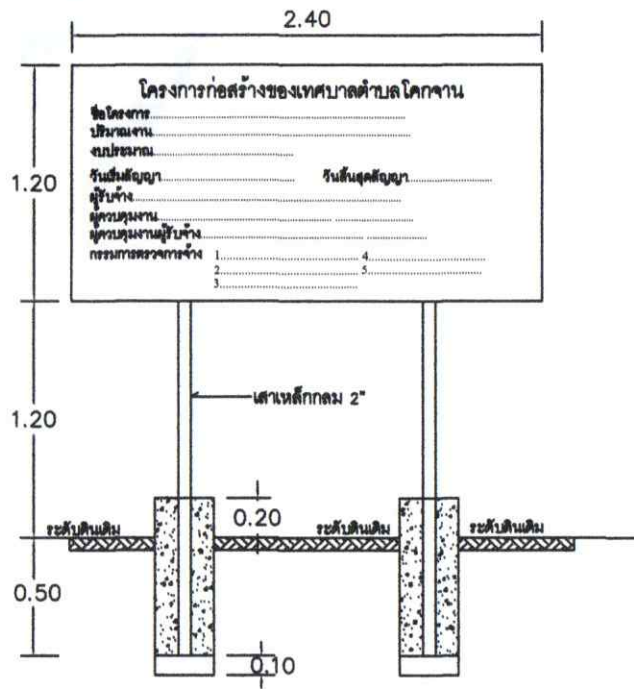 2.40
โครงการก่อสร้างของเทศบาลตำบลโคกจาน
ชื่อโครงการ
ปริมาณงาน
งบประมาณ
วันเริ่มสัญญา วันสิ้นสุดสัญญา
ผู้รับจ้าง
ผู้ควบคุมงาน
ผู้ควบคุมงานผู้รับจ้าง
กรรมการตรวจการจ้าง 1 4
2 5
3
1.20
1.20
เสาเหล็กกลม 2"
0.20
ระดับดินเดิม ระดับดินเดิม ระดับดินเดิม
0.50
0.10